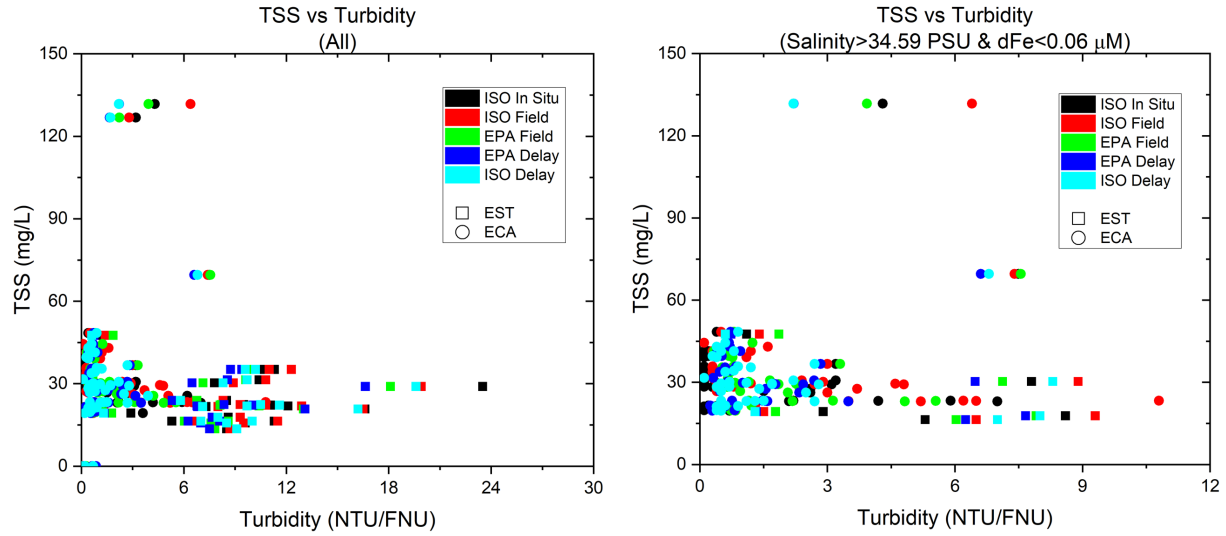 TSS vs Turbidity
(All)
150
120
90
60
30
0
TSS (mg/L)
ISO In Situ
ISO Field
EPA Field
EPA Delay
ISO Delay
EST
ECA
0
6
12
18
24
30
Turbidity (NTU/FNU)
TSS vs Turbidity
(Salinity>34.59 PSU & dFe<0.06 μM)
150
120
90
60
30
0
TSS (mg/L)
ISO In Situ
ISO Field
EPA Field
EPA Delay
ISO Delay
EST
ECA
0
3
6
9
12
Turbidity (NTU/FNU)